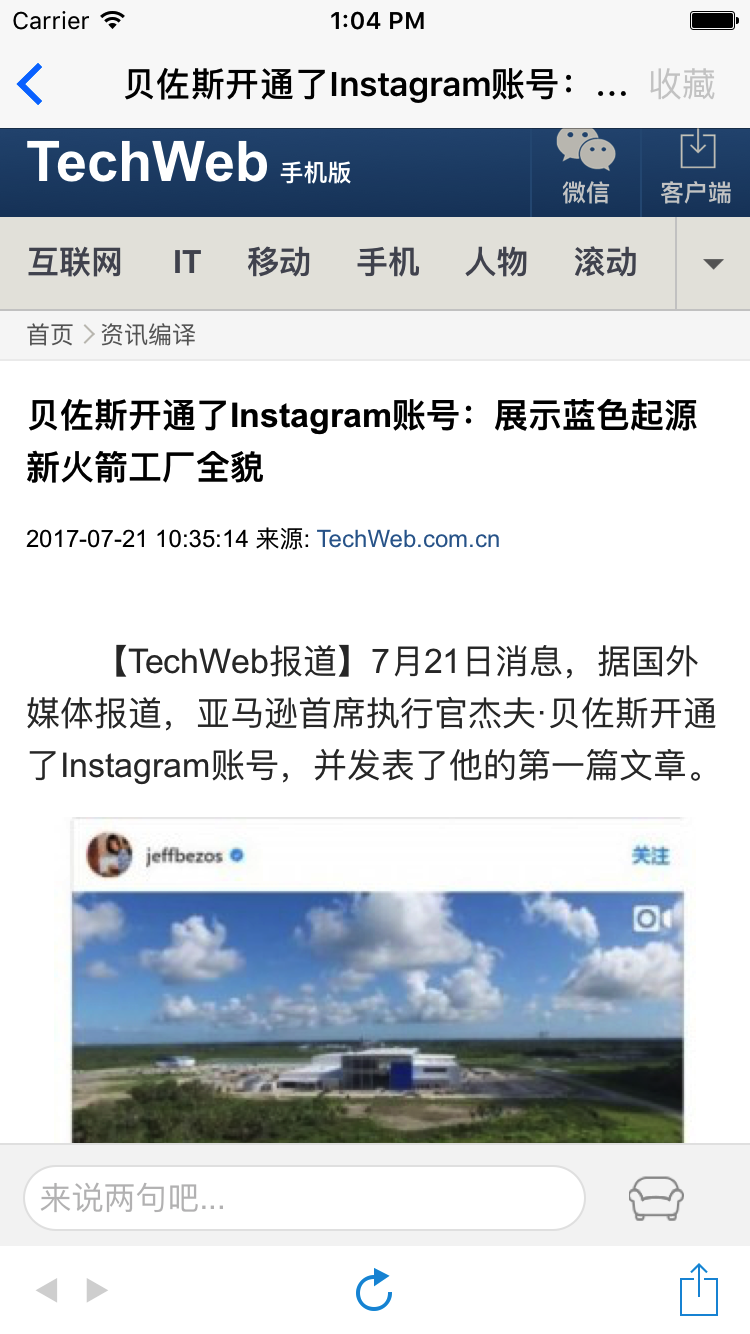 Carrier 1:04 PM
贝佐斯开通了Instagram账号：... 收藏
TechWeb 手机版 微信 客户端
互联网 IT 移动 手机 人物 滚动
首页 资讯编译
贝佐斯开通了Instagram账号：展示蓝色起源
新火箭工厂全貌
2017-07-21 10:35:14 来源: TechWeb.com.cn
【TechWeb报道】7月21日消息，据国外
媒体报道，亚马逊首席执行官杰夫·贝佐斯开通
了Instagram账号，并发表了他的第一篇文章。
jeffbezos 关注
来说两句吧...